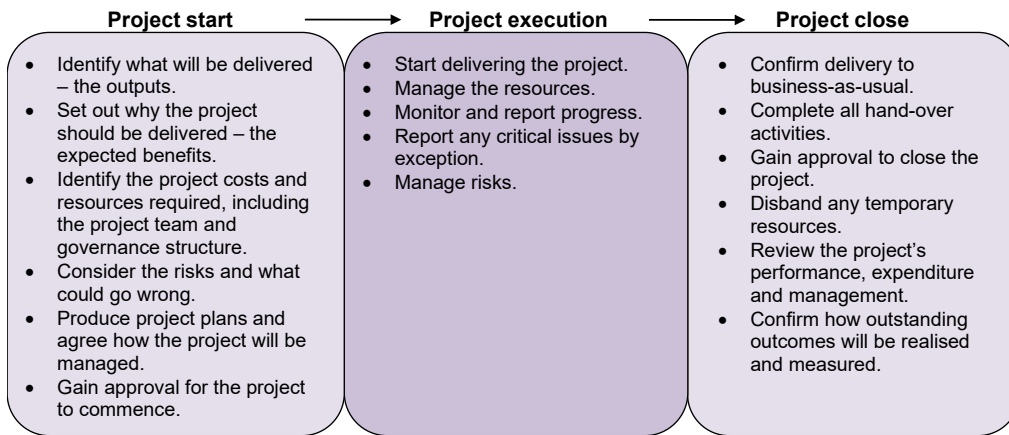 Project start
Project execution
Project close
• Identify what will be delivered
– the outputs.
• Set out why the project
should be delivered – the
expected benefits.
• Identify the project costs and
resources required, including
the project team and
governance structure.
• Consider the risks and what
could go wrong.
• Produce project plans and
agree how the project will be
managed.
• Gain approval for the project
to commence.
• Start delivering the project.
• Manage the resources.
• Monitor and report progress.
• Report any critical issues by
exception.
• Manage risks.
• Confirm delivery to
business-as-usual.
• Complete all hand-over
activities.
• Gain approval to close the
project.
• Disband any temporary
resources.
• Review the project’s
performance, expenditure
and management.
• Confirm how outstanding
outcomes will be realised
and measured.